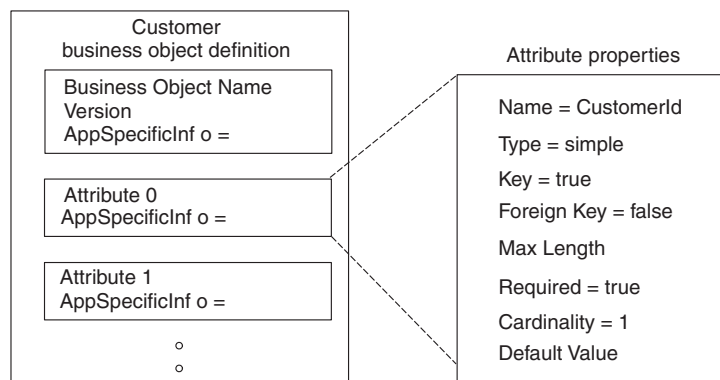 Customer
business object definition
Business Object Name
Version
AppSpecificInf o =
Attribute 0
AppSpecificInf o =
Attribute 1
AppSpecificInf o =
Attribute properties
Name = CustomerId
Type = simple
Key = true
Foreign Key = false
Max Length
Required = true
Cardinality = 1
Default Value